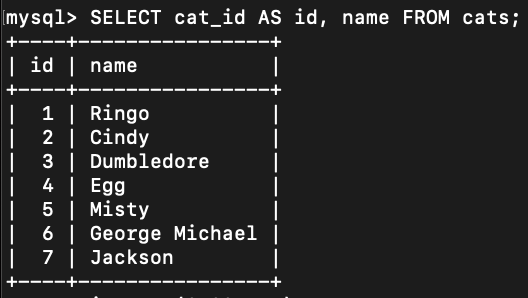 mysql> SELECT cat_id AS id, name FROM cats;
+----+----------------+
| id | name           |
+----+----------------+
|  1 | Ringo          |
|  2 | Cindy          |
|  3 | Dumbledore     |
|  4 | Egg            |
|  5 | Misty          |
|  6 | George Michael |
|  7 | Jackson        |
+----+----------------+